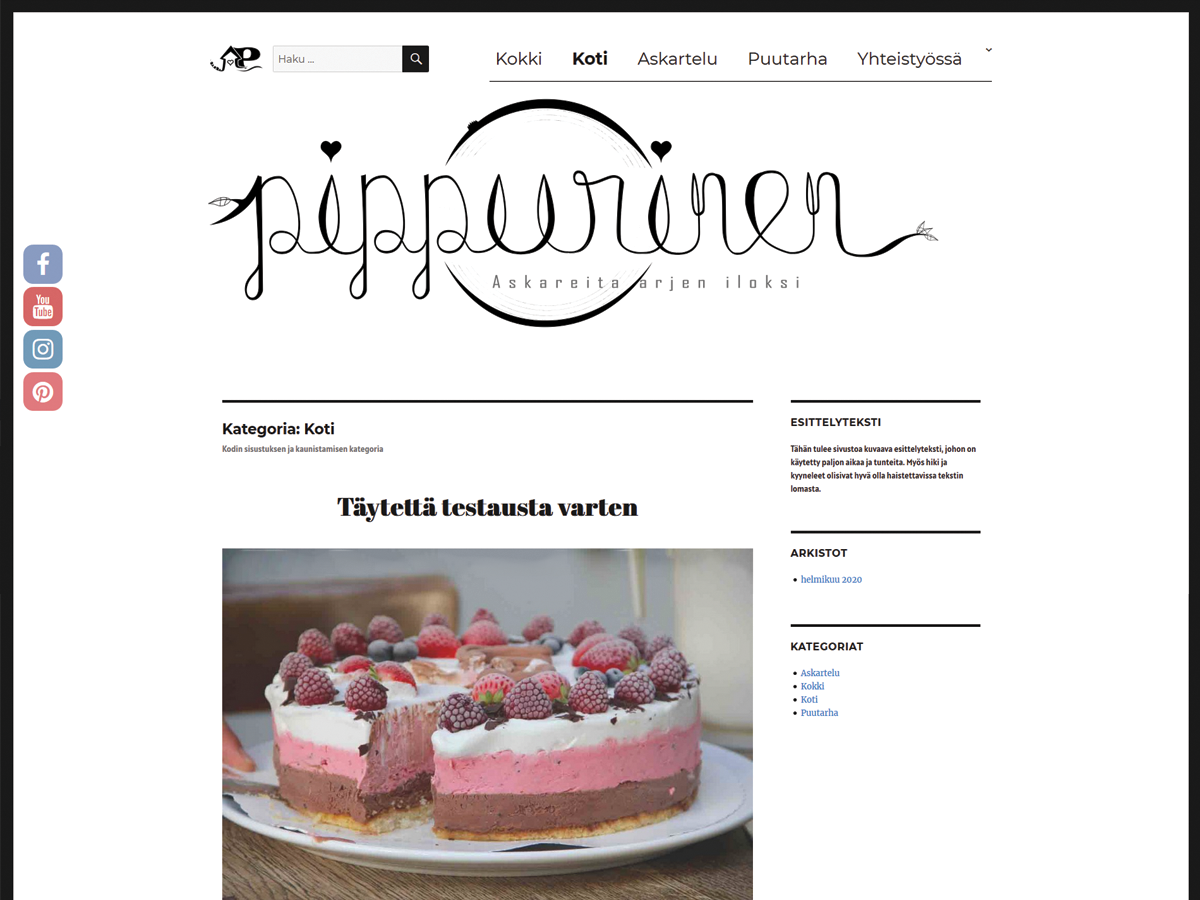 Haku ...
Kokki Koti Askartelu Puutarha Yhteistyössä
pippurinen
Askareita arjen iloksi
You
Tube
Kategoria: Koti
Kodin sisustuksen ja kaunistamisen kategoria
Täytettä testausta varten
ESITTELYTEKSTI
Tähän tulee sivustoa kuvaava esittelyteksti, johon on
käytetty paljon aikaa ja tunteita. Myös hiki ja
kyyneleet olisivat hyvä olla haistettavissa tekstin
lomasta.
ARKISTOT
helmikuu 2020
KATEGORIAT
Askartelu
Kokki
Koti
Puutarha